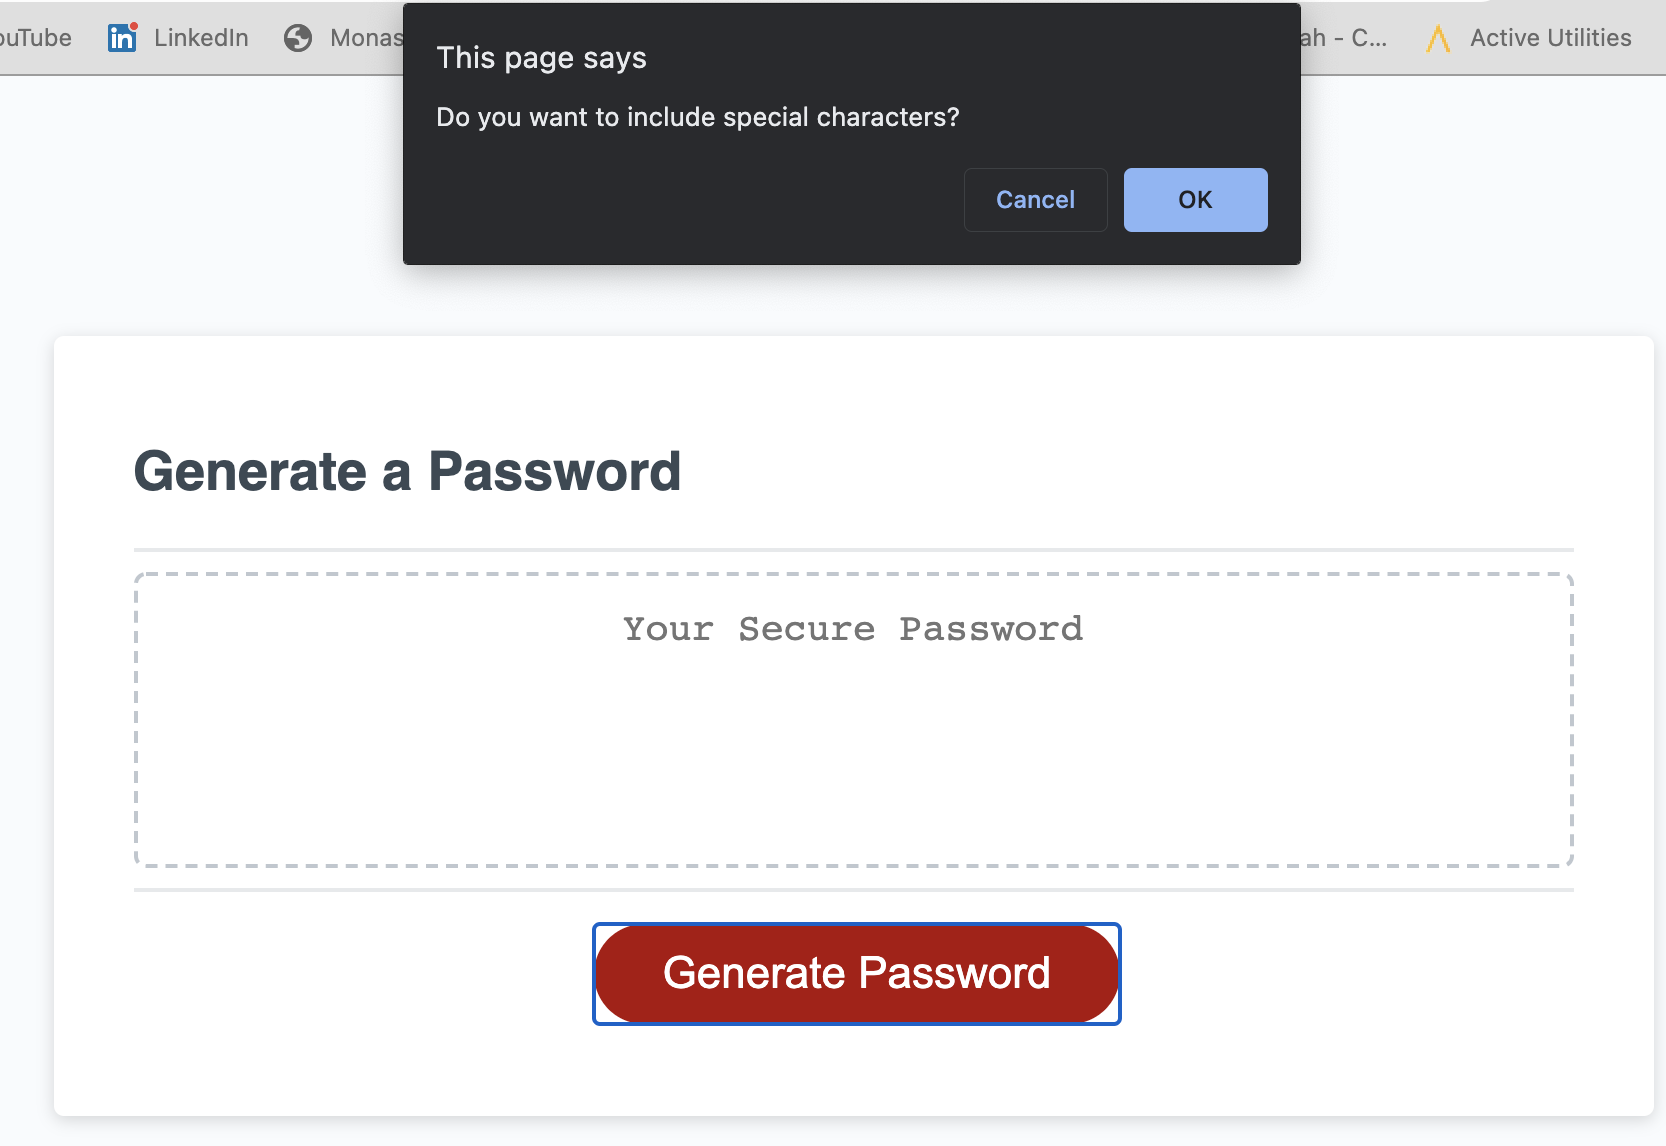 ouTube LinkedIn Monas ah - C... Active Utilities
This page says
Do you want to include special characters?
Cancel OK
Generate a Password
Your Secure Password
Generate Password